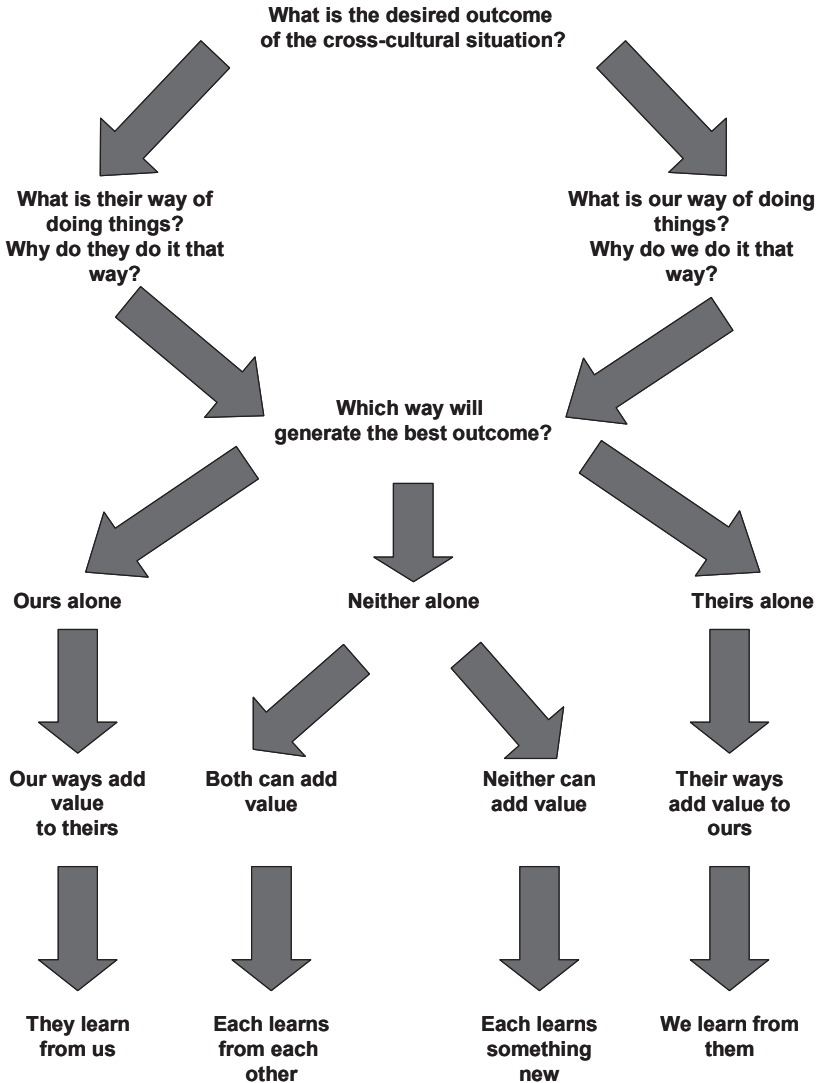 What is the desired outcome
of the cross-cultural situation?
What is their way of
doing things?
Why do they do it that
way?
What is our way of doing
things?
Why do we do it that
way?
Which way will
generate the best outcome?
Ours alone
Neither alone
Theirs alone
Our ways add
value
to theirs
Both can add
value
Neither can
add value
Their ways
add value to
ours
They learn
from us
Each learns
from each
other
Each learns
something
new
We learn from
them